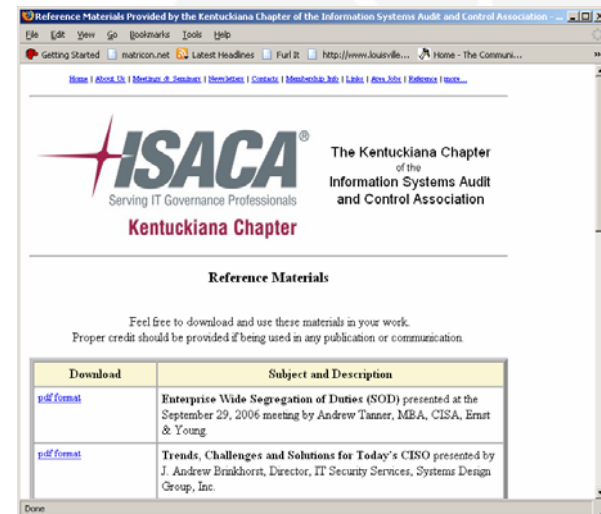 Reference Materials Provided by the Kentuckiana Chapter of the Information Systems Audit and Control Association - ...
File Edit View Go Bookmarks Tools Help
Getting Started matricon.net Latest Headlines Furl It http://www.louisville... Home - The Communi...
Home | About Us | Meetings & Seminars | Newsletters | Contacts | Membership Info | Links | Area Jobs | Reference | more...
ISACA®
Serving IT Governance Professionals
Kentuckiana Chapter
The Kentuckiana Chapter
of the
Information Systems Audit
and Control Association
Reference Materials
Feel free to download and use these materials in your work.
Proper credit should be provided if being used in any publication or communication.
Download Subject and Description
pdf format Enterprise Wide Segregation of Duties (SOD) presented at the
September 29, 2006 meeting by Andrew Tanner, MBA, CISA, Ernst
& Young.
pdf format Trends, Challenges and Solutions for Today's CISO presented by
J. Andrew Brinkhorst, Director, IT Security Services, Systems Design
Group, Inc.
Done